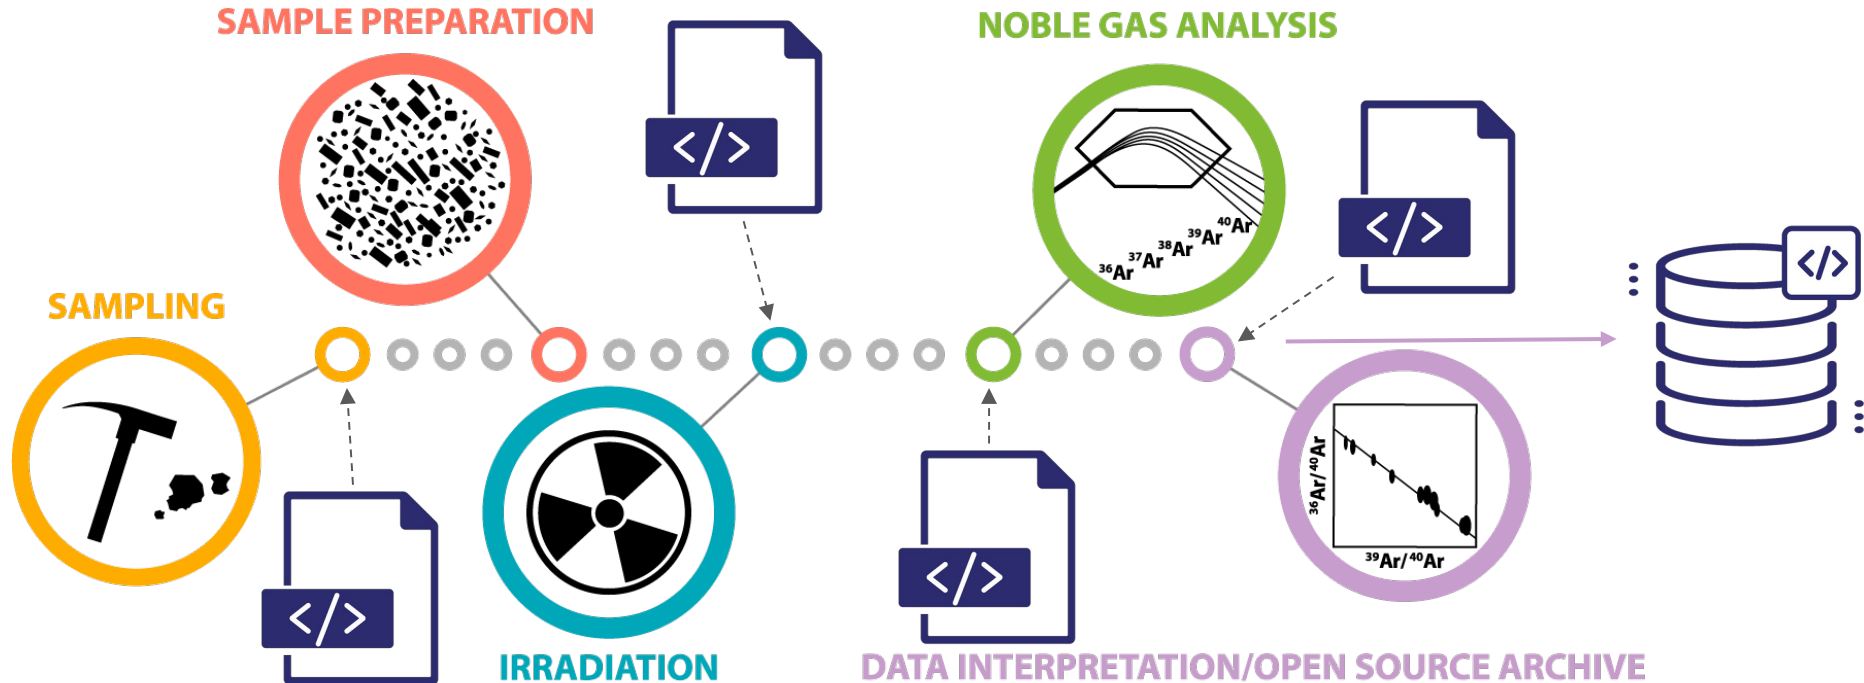 SAMPLE PREPARATION
NOBLE GAS ANALYSIS
</>
</>
⁴⁰Ar
³⁹Ar
³⁸Ar
³⁷Ar
³⁶Ar
</>
SAMPLING
³⁶Ar/⁴⁰Ar
³⁹Ar/⁴⁰Ar
</>
</>
IRRADIATION
DATA INTERPRETATION/OPEN SOURCE ARCHIVE